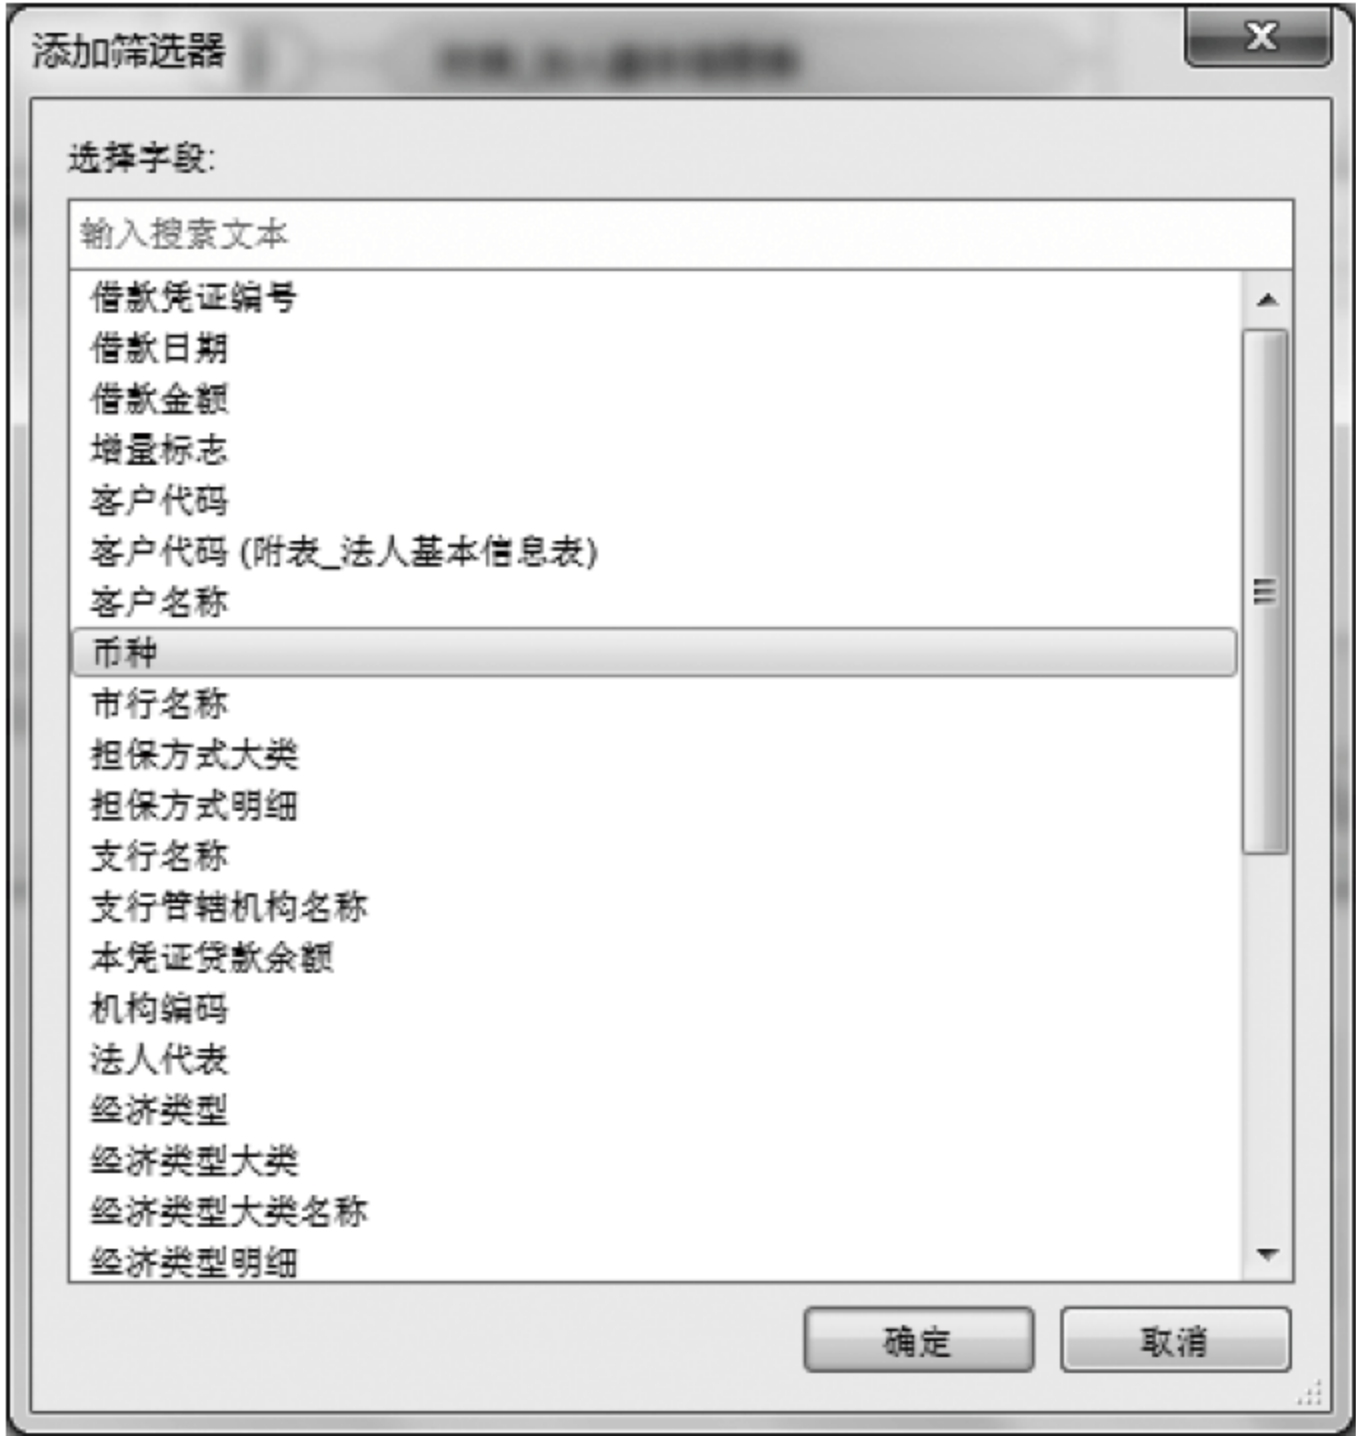 添加筛选器
选择字段:
输入搜索文本
借款凭证编号
借款日期
借款金额
增量标志
客户代码
客户代码 (附表_法人基本信息表)
客户名称
币种
市行名称
担保方式大类
担保方式明细
支行名称
支行管辖机构名称
本凭证贷款余额
机构编码
法人代表
经济类型
经济类型大类
经济类型大类名称
经济类型明细
确定
取消